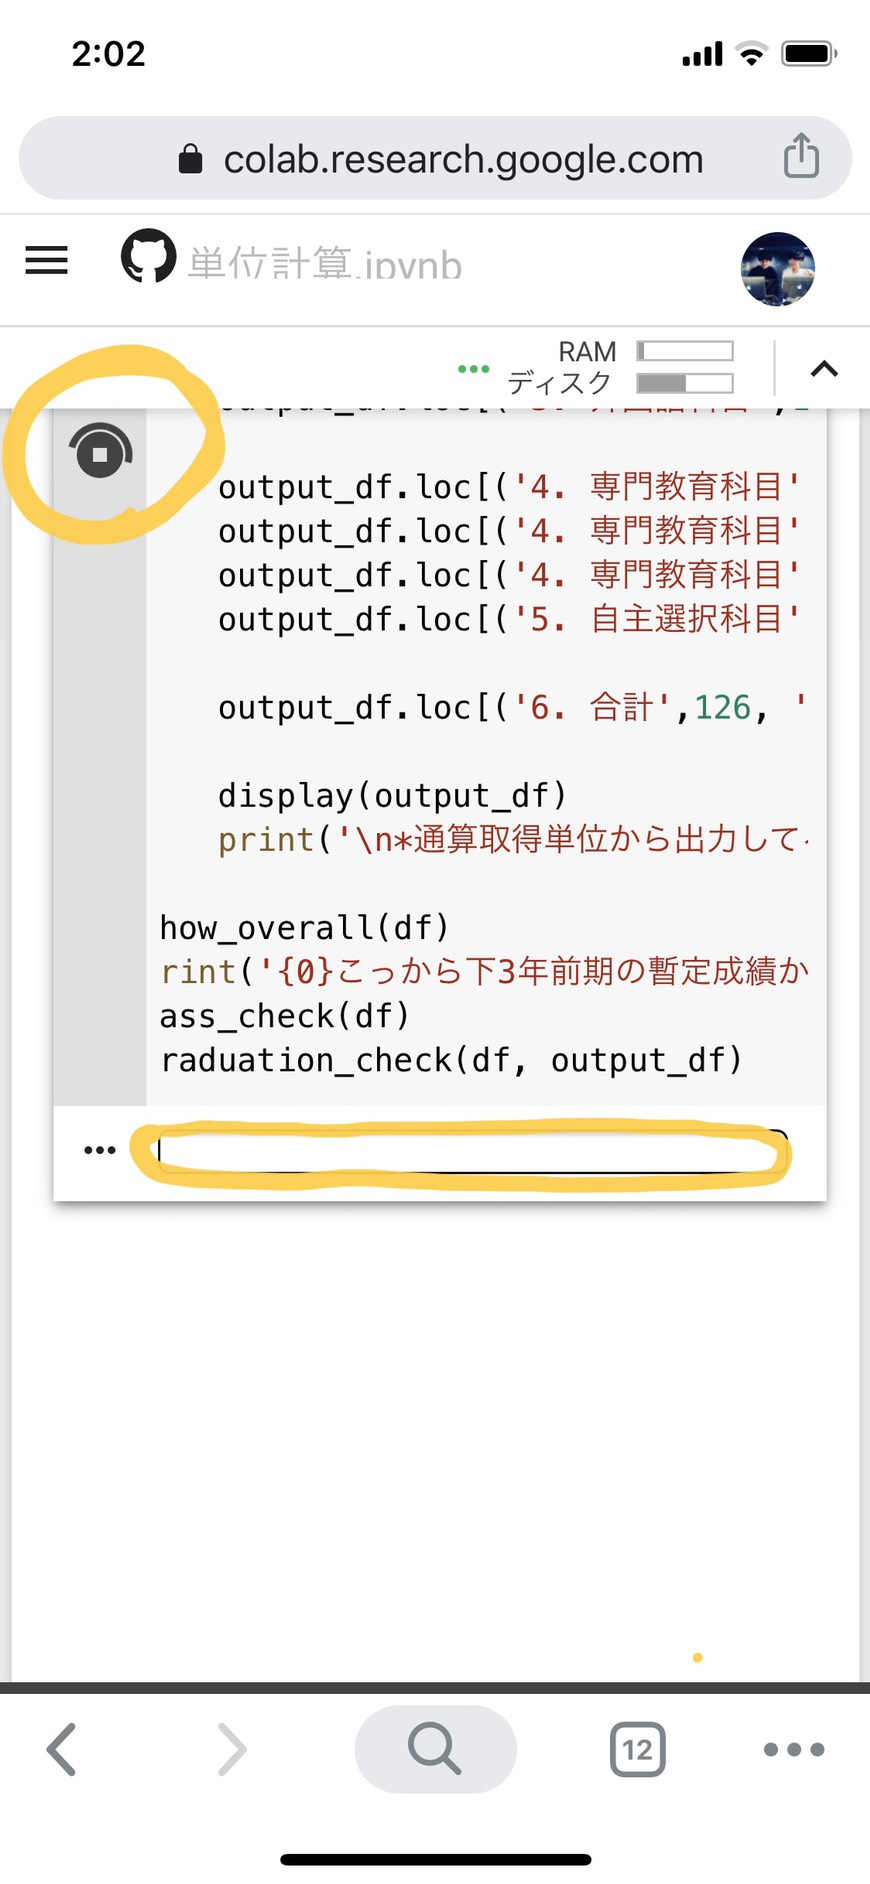 2:02
colab.research.google.com
単位計算.ipynb
RAM
ディスク
output_df.loc[('4. 専門教育科目'
output_df.loc[('4. 専門教育科目'
output_df.loc[('4. 専門教育科目'
output_df.loc[('5. 自主選択科目'
output_df.loc[('6. 合計',126, '
display(output_df)
print('\n*通算取得単位から出力して
how_overall(df)
rint('{0}こっから下3年前期の暫定成績か
ass_check(df)
raduation_check(df, output_df)
12